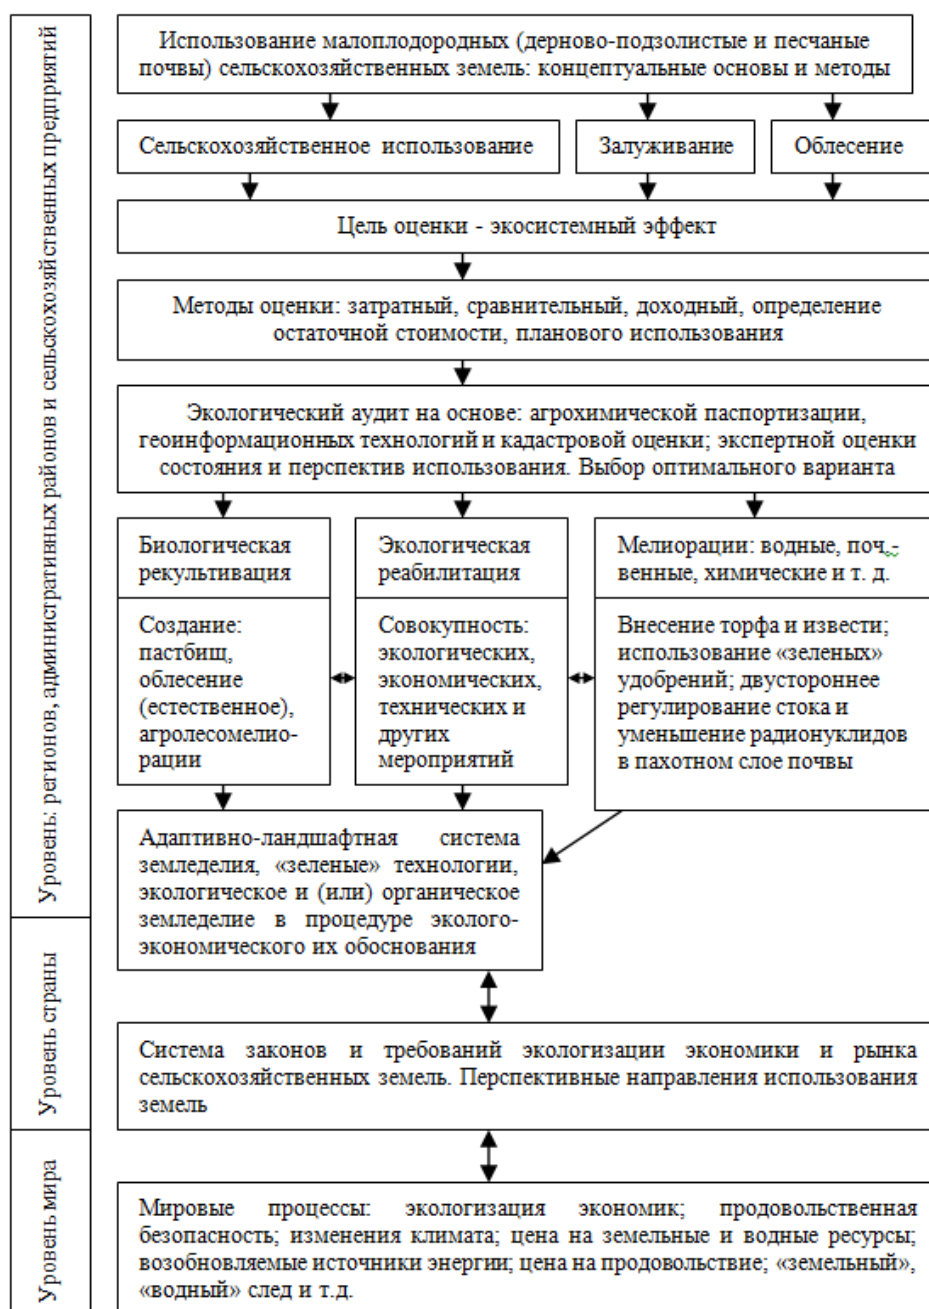 Уровень: регионов, административных районов и сельскохозяйственных предприятий
Использование малоплодородных (дерново-подзолистые и песчаные
почвы) сельскохозяйственных земель: концептуальные основы и методы
Сельскохозяйственное использование
Залуживание
Облесение
Цель оценки - экосистемный эффект
Методы оценки: затратный, сравнительный, доходный, определение
остаточной стоимости, планового использования
Экологический аудит на основе: агрохимической паспортизации,
геоинформационных технологий и кадастровой оценки; экспертной оценки
состояния и перспектив использования. Выбор оптимального варианта
Биологическая
рекультивация
Создание:
пастбищ,
облесение
(естественное),
агролесомелио-
рации
Экологическая
реабилитация
Совокупность:
экологических,
экономических,
технических и
других
мероприятий
Мелиорации: водные, поч,-
венные, химические и т. д.
Внесение торфа и извести;
использование «зеленых»
удобрений; двустороннее
регулирование стока и
уменьшение радионуклидов
в пахотном слое почвы
Адаптивно-ландшафтная система
земледелия, «зеленые» технологии,
экологическое и (или) органическое
земледелие в процедуре эколого-
экономического их обоснования
Уровень страны
Система законов и требований экологизации экономики и рынка
сельскохозяйственных земель. Перспективные направления использования
земель
Уровень мира
Мировые процессы: экологизация экономик; продовольственная
безопасность; изменения климата; цена на земельные и водные ресурсы;
возобновляемые источники энергии; цена на продовольствие; «земельный»,
«водный» след и т.д.